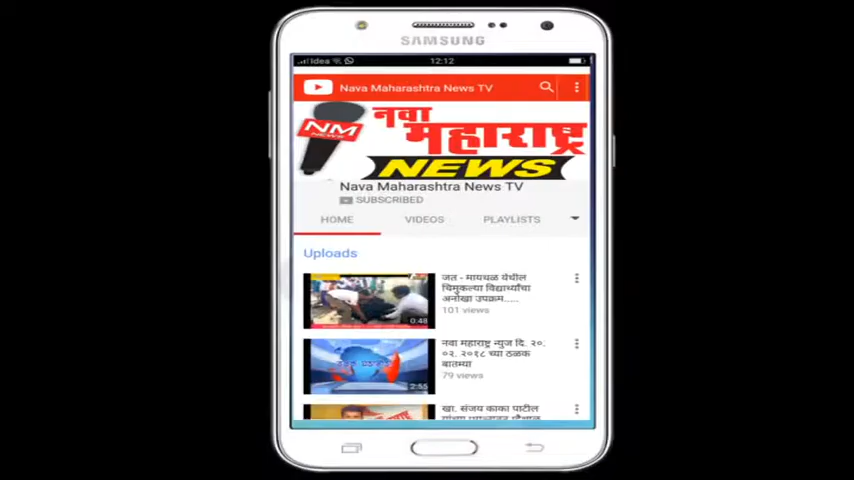 SAMSUNG
Idea
12:12
Nava Maharashtra News TV
NM
NEWS
नवा
महाराष्ट्र
NEWS
Nava Maharashtra News TV
SUBSCRIBED
HOME VIDEOS PLAYLISTS
Uploads
जत - मायथळ येथील
चिमुकल्या विद्यार्थ्यांचा
अनोखा उपक्रम.....
101 views
0:48
नवा महाराष्ट्र न्युज दि. २०.
०२. २०१८ च्या ठळक
बातम्या
79 views
2:55
खा. संजय काका पाटील